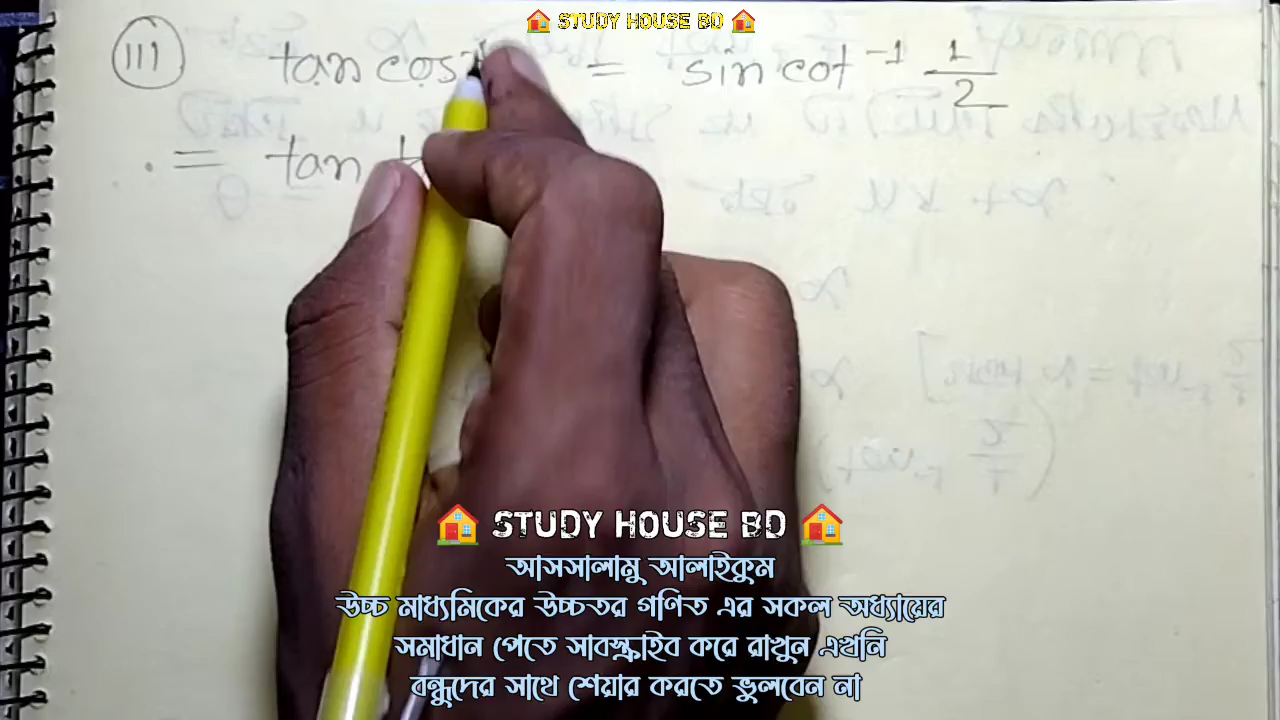 🏠 STUDY HOUSE BD 🏠
(iii) tan cos = sin cot⁻¹ 1/2
= tan
🏠 STUDY HOUSE BD 🏠
আসসালামু আলাইকুম
উচ্চ মাধ্যমিকের উচ্চতর গণিত এর সকল অধ্যায়ের
সমাধান পেতে সাবস্ক্রাইব করে রাখুন এখনি
বন্ধুদের সাথে শেয়ার করতে ভুলবেন না